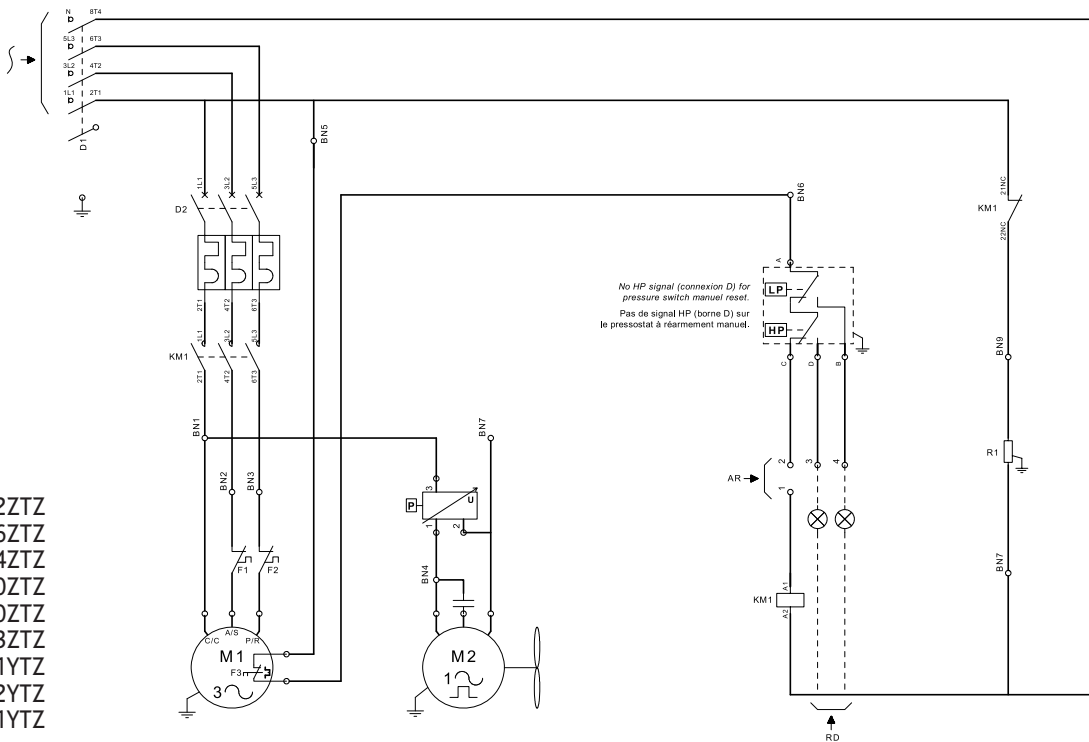 N 8T4
5L3 6T3
3L2 4T2
1L1 2T1
D1
BN5
1L1 3L2 5L3
D2
2T1 4T2 6T3
1L1 3L2 5L3
KM1
2T1 4T2 6T3
BN6
A
No HP signal (connexion D) for
pressure switch manuel reset.
Pas de signal HP (borne D) sur
le pressostat à réarmement manuel.
LP
HP
C D B
21NC
KM1
22NC
BN9
R1
BN7
BN1
BN7
BN2 BN3
3
U
P
1 2
BN4
F1 F2
C/C A/S P/R
M1
F3
3
M2
1
AR
2 3 4
1
KM1
A1
A2
RD
2ZTZ
4ZTZ
0ZTZ
0ZTZ
3ZTZ
1YTZ
2YTZ
1YTZ